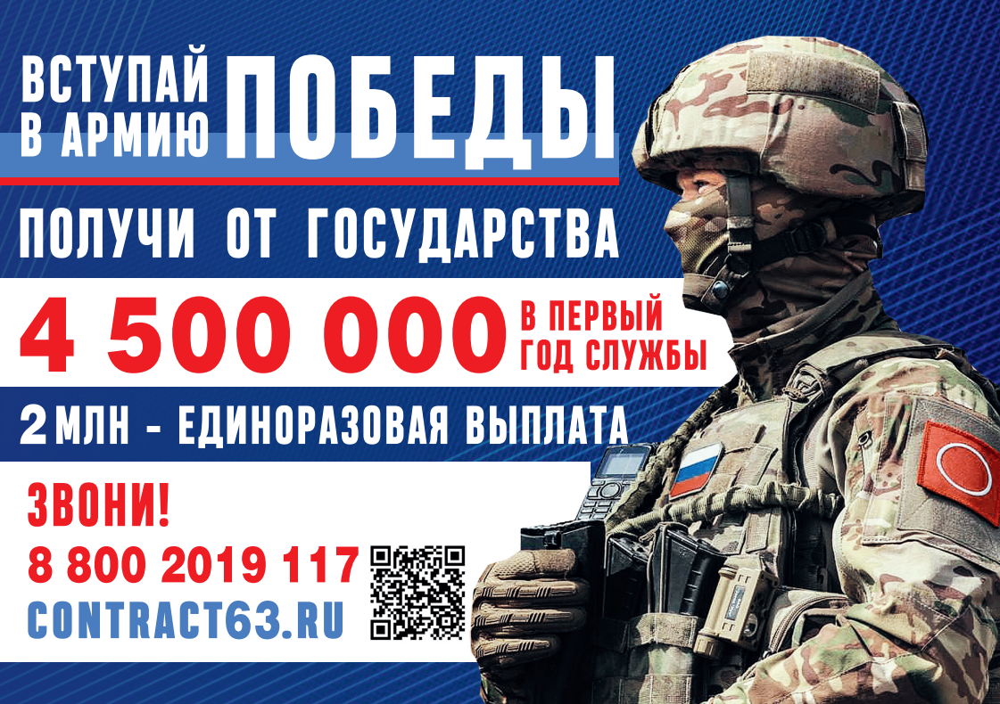 ВСТУПАЙ
В АРМИЮ
ПОБЕДЫ
ПОЛУЧИ ОТ ГОСУДАРСТВА
4 500 000
В ПЕРВЫЙ
ГОД СЛУЖБЫ
2 МЛН - ЕДИНОРАЗОВАЯ ВЫПЛАТА
ЗВОНИ!
8 800 2019 117
CONTRACT63.RU